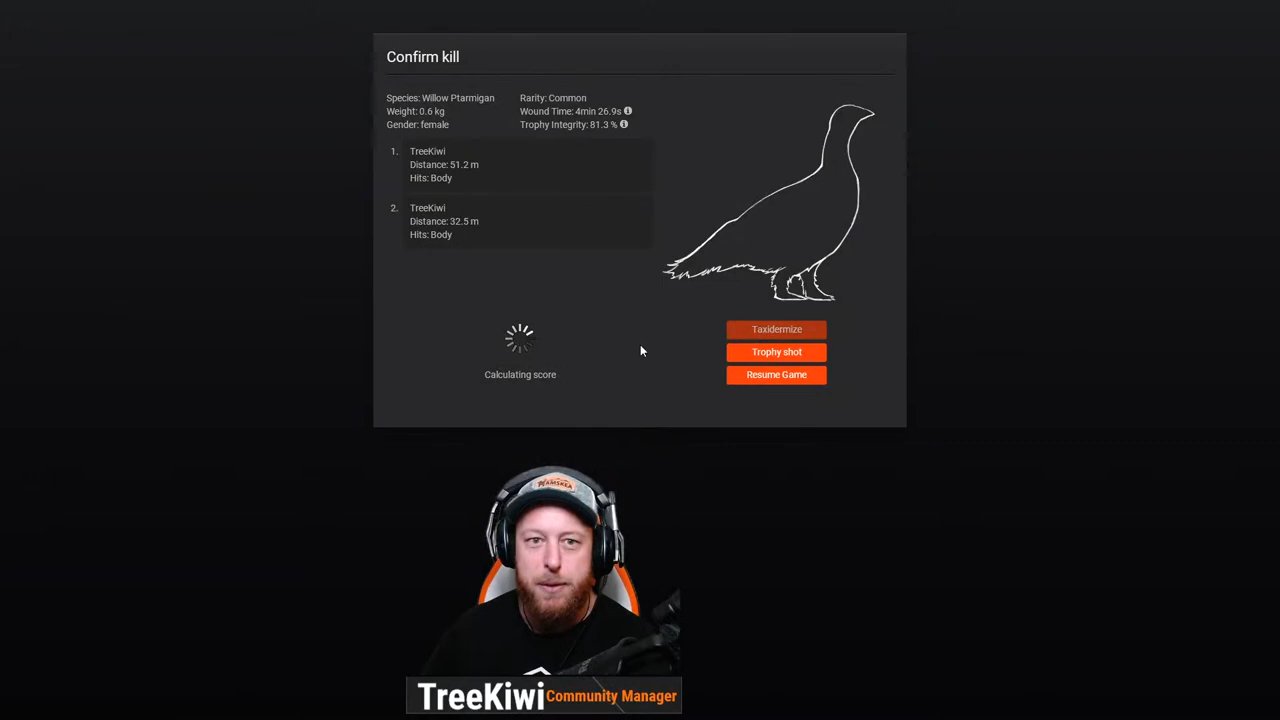 Confirm kill
Species: Willow Ptarmigan
Weight: 0.6 kg
Gender: female
Rarity: Common
Wound Time: 4min 26.9s
Trophy Integrity: 81.3 %
1. TreeKiwi
Distance: 51.2 m
Hits: Body
2. TreeKiwi
Distance: 32.5 m
Hits: Body
Calculating score
Taxidermize
Trophy shot
Resume Game
TreeKiwi Community Manager